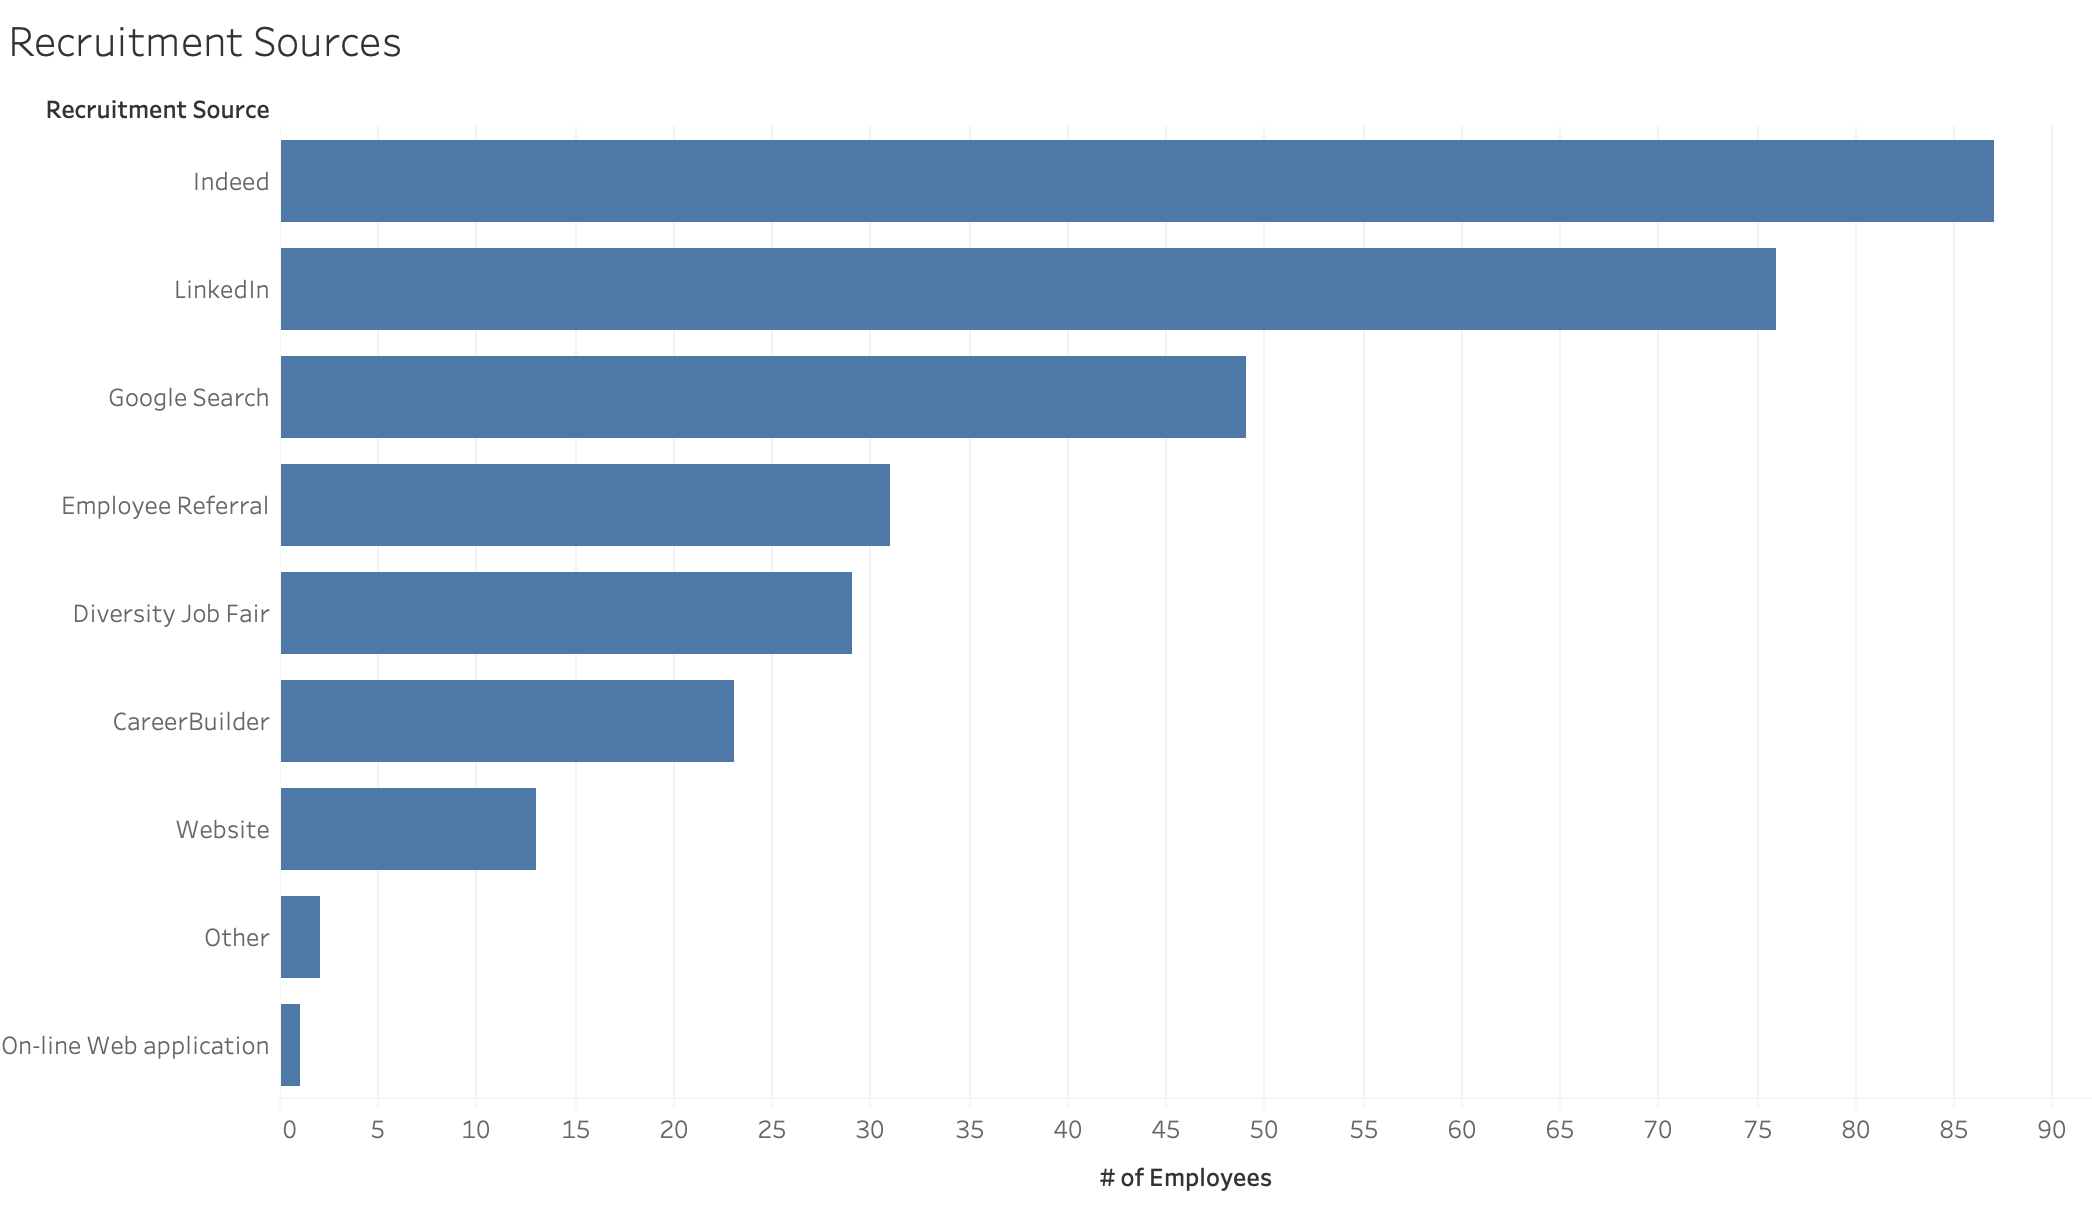 Recruitment Sources
Recruitment Source
Indeed
LinkedIn
Google Search
Employee Referral
Diversity Job Fair
CareerBuilder
Website
Other
On-line Web application
0 5 10 15 20 25 30 35 40 45 50 55 60 65 70 75 80 85 90
# of Employees